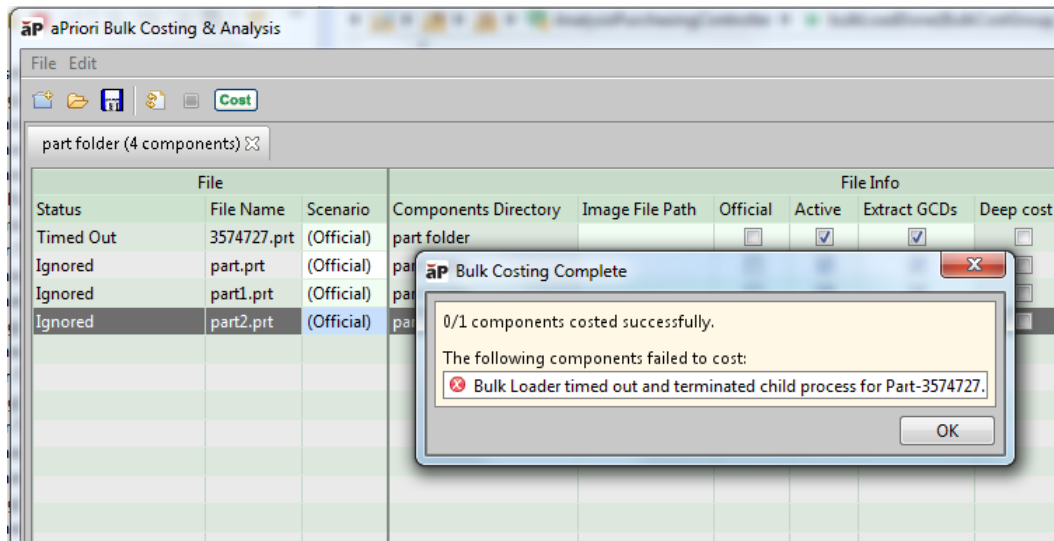 aP aPriori Bulk Costing & Analysis
File Edit
Cost
part folder (4 components)
File File Info
Status File Name Scenario Components Directory Image File Path Official Active Extract GCDs Deep cost
Timed Out 3574727.prt (Official) part folder
Ignored part.prt (Official) par
Ignored part1.prt (Official) par
Ignored part2.prt (Official) par
āP Bulk Costing Complete
0/1 components costed successfully.
The following components failed to cost:
Bulk Loader timed out and terminated child process for Part-3574727.
OK